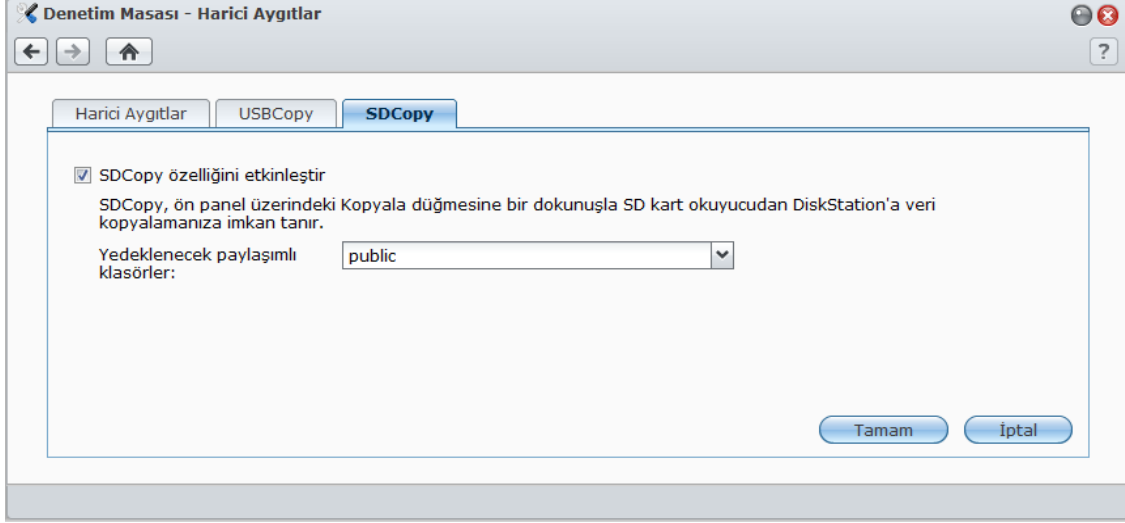 Denetim Masası - Harici Aygıtlar
?
Harici Aygıtlar
USBCopy
SDCopy
SDCopy özelliğini etkinleştir
SDCopy, ön panel üzerindeki Kopyala düğmesine bir dokunuşla SD kart okuyucudan DiskStation'a veri
kopyalamanıza imkan tanır.
Yedeklenecek paylaşımlı
klasörler:
public
Tamam
İptal